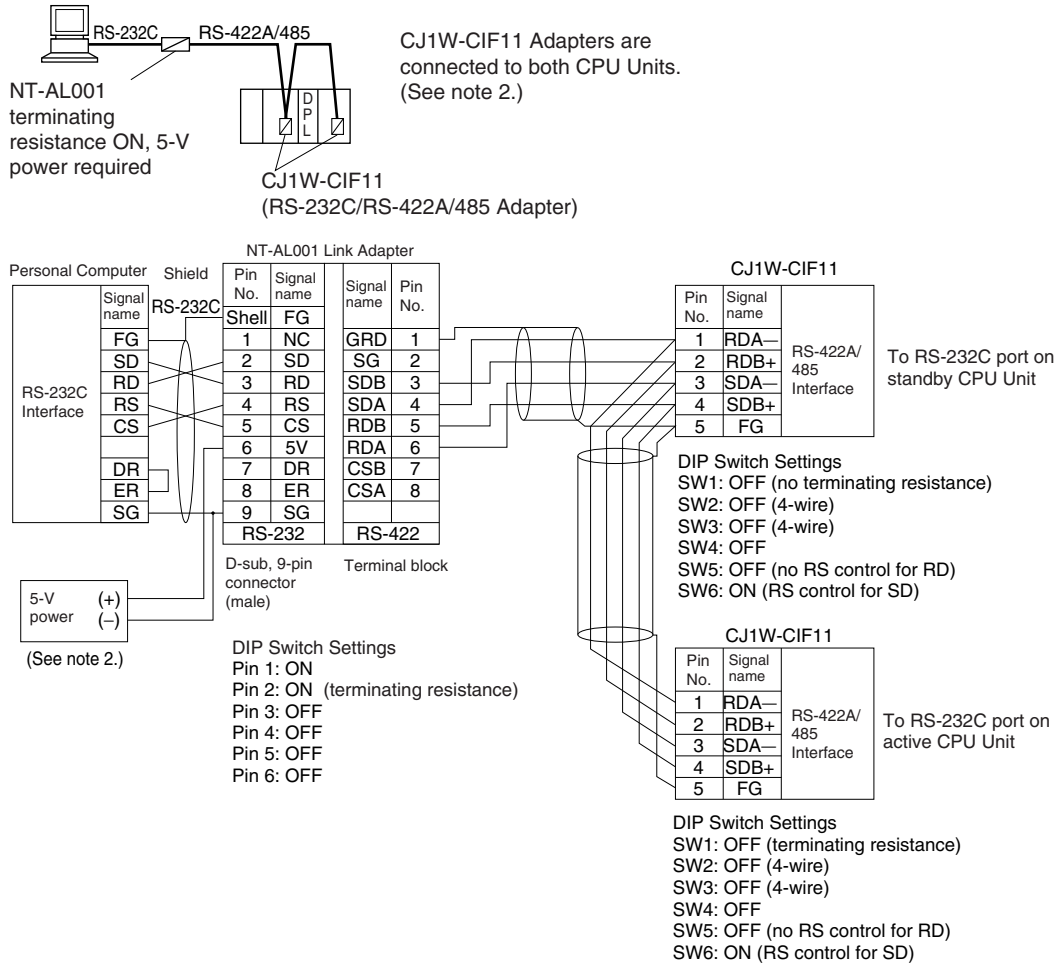 RS-232C
RS-422A/485
NT-AL001
terminating
resistance ON, 5-V
power required
D
P
L
CJ1W-CIF11 Adapters are
connected to both CPU Units.
(See note 2.)
CJ1W-CIF11
(RS-232C/RS-422A/485 Adapter)
Personal Computer
RS-232C
Interface
Signal
name
FG
SD
RD
RS
CS
DR
ER
SG
Shield
RS-232C
NT-AL001 Link Adapter
Pin
No.
Signal
name
Shell FG
1 NC
2 SD
3 RD
4 RS
5 CS
6 5V
7 DR
8 ER
9 SG
RS-232
Signal
name
Pin
No.
GRD 1
SG 2
SDB 3
SDA 4
RDB 5
RDA 6
CSB 7
CSA 8
RS-422
D-sub, 9-pin
connector
(male)
Terminal block
5-V
power
(+)
(–)
(See note 2.)
DIP Switch Settings
Pin 1: ON
Pin 2: ON (terminating resistance)
Pin 3: OFF
Pin 4: OFF
Pin 5: OFF
Pin 6: OFF
CJ1W-CIF11
Pin
No.
Signal
name
1 RDA—
2 RDB+
3 SDA—
4 SDB+
5 FG
RS-422A/
485
Interface
To RS-232C port on
standby CPU Unit
DIP Switch Settings
SW1: OFF (no terminating resistance)
SW2: OFF (4-wire)
SW3: OFF (4-wire)
SW4: OFF
SW5: OFF (no RS control for RD)
SW6: ON (RS control for SD)
CJ1W-CIF11
Pin
No.
Signal
name
1 RDA—
2 RDB+
3 SDA—
4 SDB+
5 FG
RS-422A/
485
Interface
To RS-232C port on
active CPU Unit
DIP Switch Settings
SW1: OFF (terminating resistance)
SW2: OFF (4-wire)
SW3: OFF (4-wire)
SW4: OFF
SW5: OFF (no RS control for RD)
SW6: ON (RS control for SD)